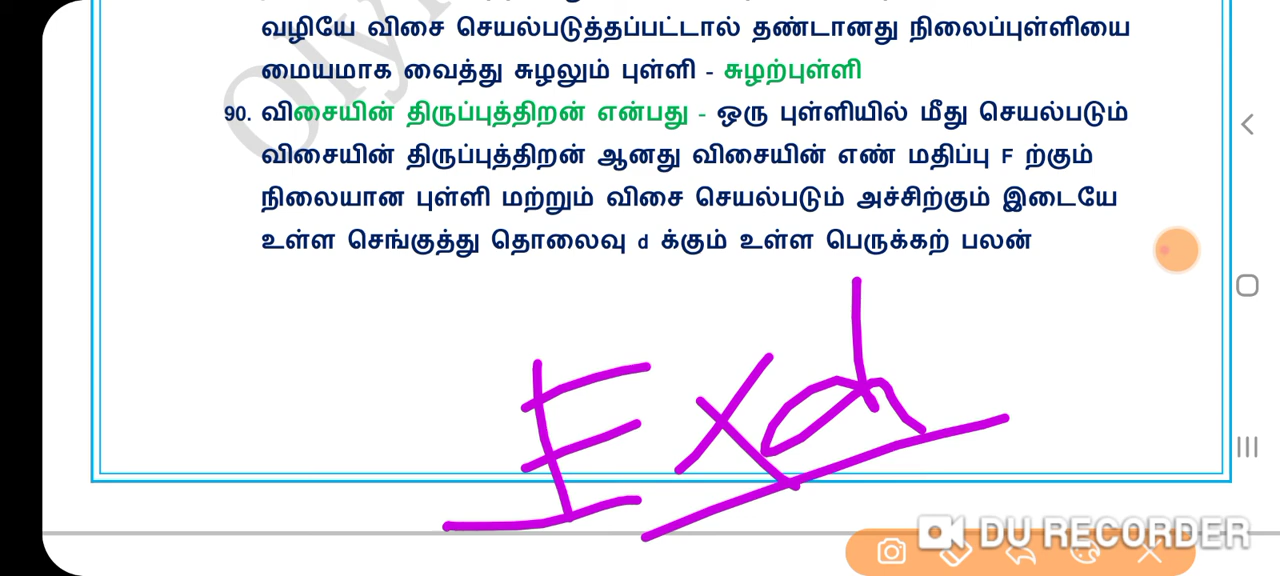 வழியே விசை செயல்படுத்தப்பட்டால் தண்டானது நிலைப்புள்ளியை
மையமாக வைத்து சுழலும் புள்ளி - சுழற்புள்ளி
90. விசையின் திருப்புத்திறன் என்பது - ஒரு புள்ளியில் மீது செயல்படும்
விசையின் திருப்புத்திறன் ஆனது விசையின் எண் மதிப்பு F ற்கும்
நிலையான புள்ளி மற்றும் விசை செயல்படும் அச்சிற்கும் இடையே
உள்ள செங்குத்து தொலைவு d க்கும் உள்ள பெருக்கற் பலன்
F x d
DU RECORDER